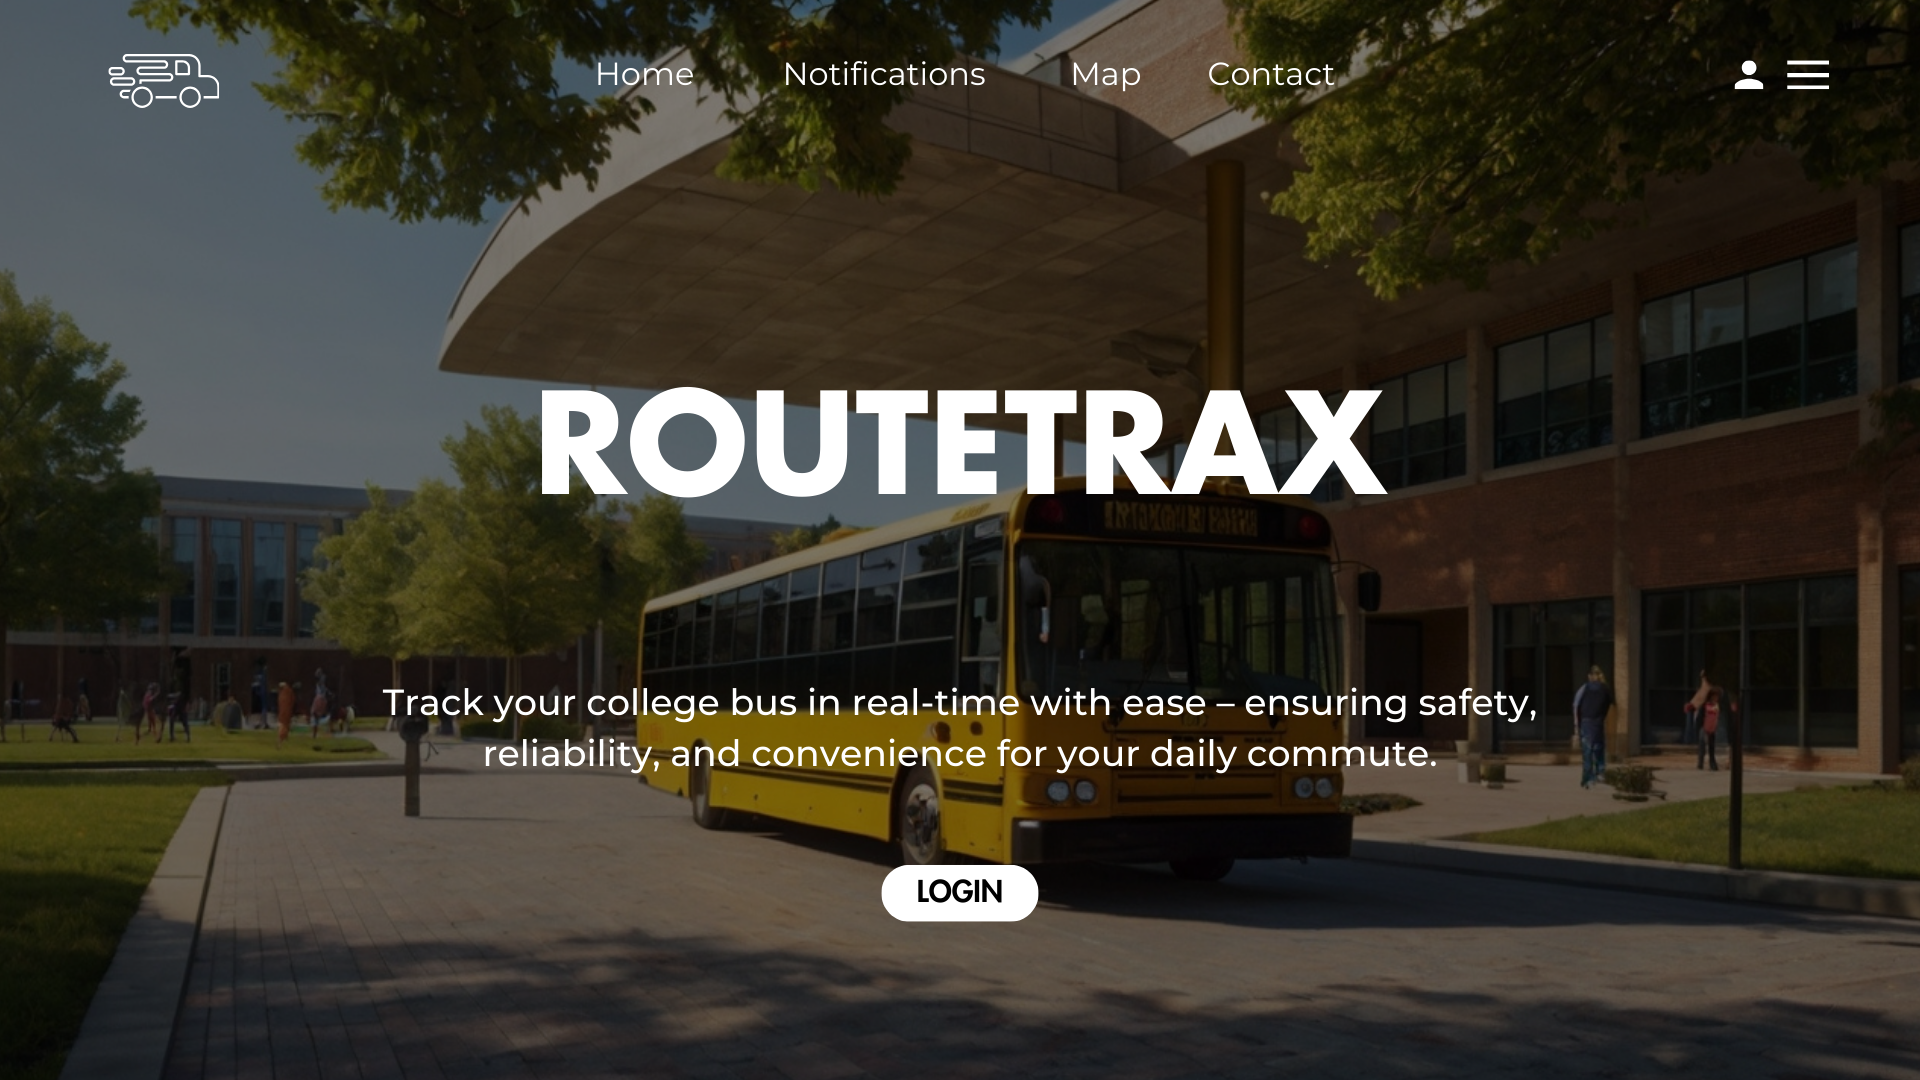 Home Notifications Map Contact
ROUTETRAX
Track your college bus in real-time with ease – ensuring safety,
reliability, and convenience for your daily commute.
LOGIN